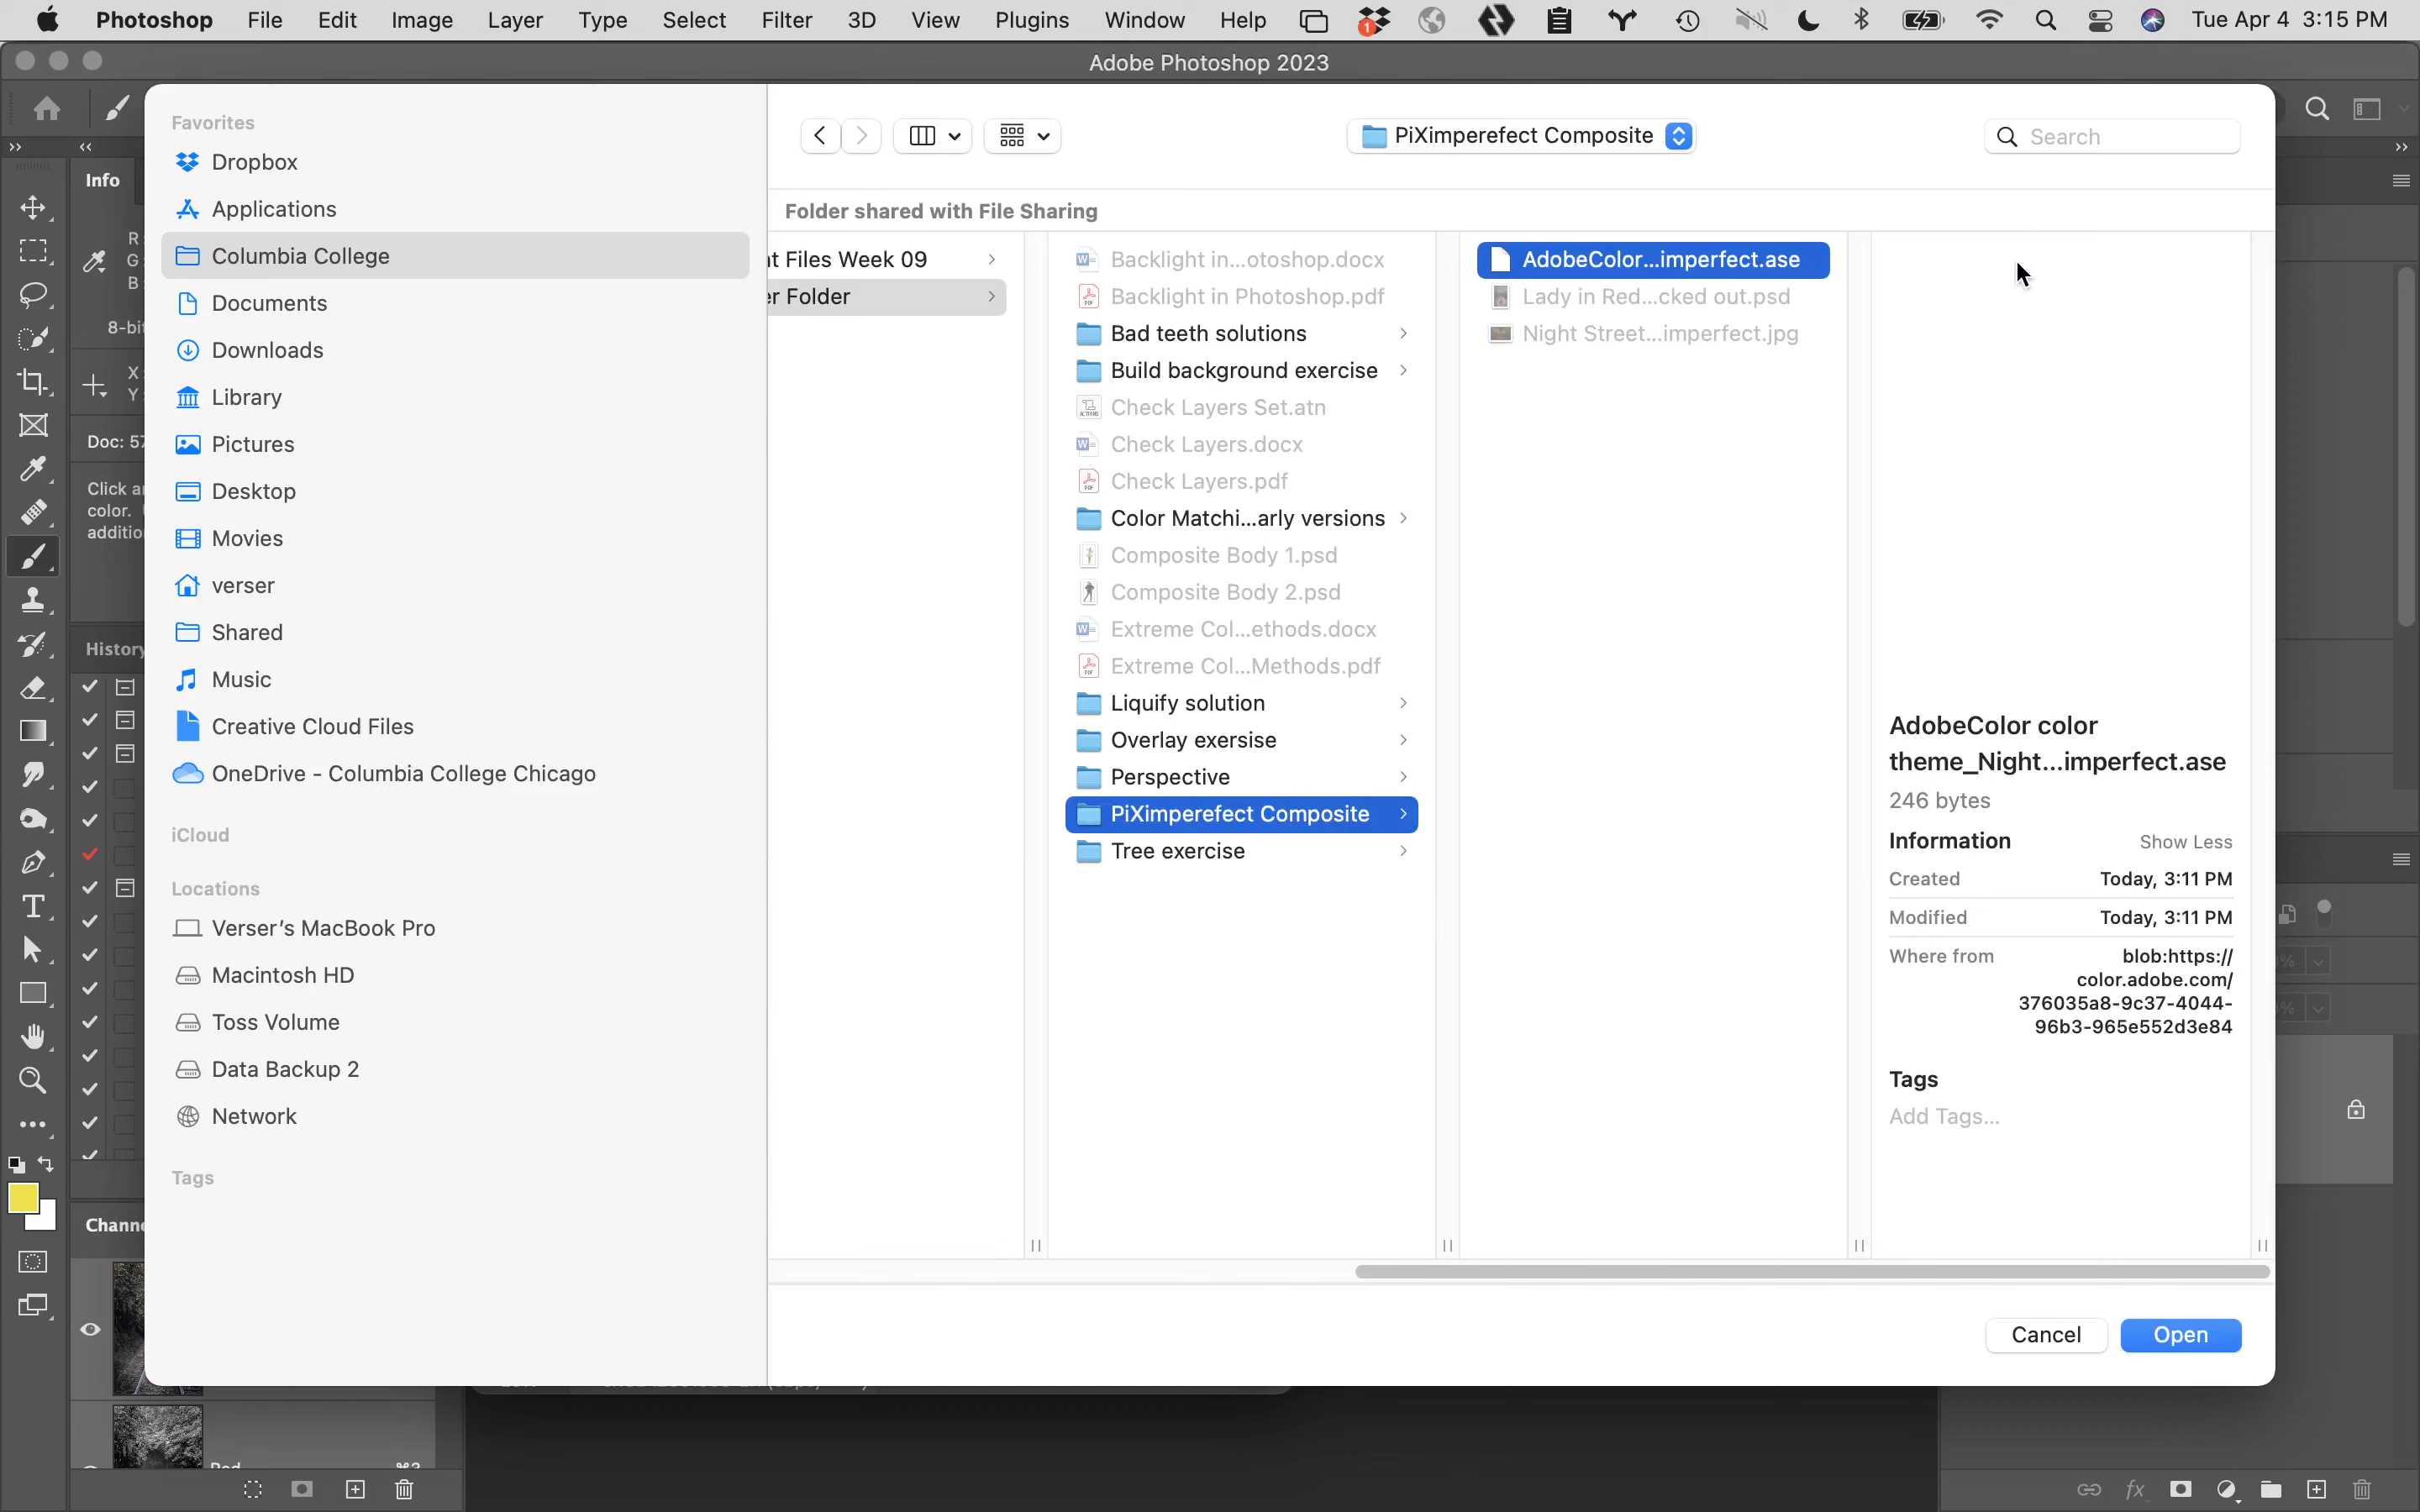 Photoshop File Edit Image Layer Type Select Filter 3D View Plugins Window Help 1 Tue Apr 4 3:15 PM
Adobe Photoshop 2023
Info
R
G
B
8-bit
X
Y
Doc: 57
Click
color.
History
Favorites
Dropbox
Applications
Columbia College
Documents
Downloads
Library
Pictures
Desktop
Movies
verser
Shared
Music
Creative Cloud Files
OneDrive - Columbia College Chicago
iCloud
Locations
Verser's MacBook Pro
Macintosh HD
Toss Volume
Data Backup 2
Network
Tags
PiXimperefect Composite
Search
Folder shared with File Sharing
t Files Week 09
er Folder
Backlight in...otoshop.docx
Backlight in Photoshop.pdf
Bad teeth solutions
Build background exercise
Check Layers Set.atn
Check Layers.docx
Check Layers.pdf
Color Matchi...arly versions
Composite Body 1.psd
Composite Body 2.psd
Extreme Col...ethods.docx
Extreme Col...Methods.pdf
Liquify solution
Overlay exersise
Perspective
PiXimperefect Composite
Tree exercise
AdobeColor...imperfect.ase
Lady in Red...cked out.psd
Night Street...imperfect.jpg
AdobeColor color
theme_Night...imperfect.ase
246 bytes
Information Show Less
Created Today, 3:11 PM
Modified Today, 3:11 PM
Where from blob:https://
color.adobe.com/
376035a8-9c37-4044-
96b3-965e552d3e84
Tags
Add Tags...
Cancel Open
fx